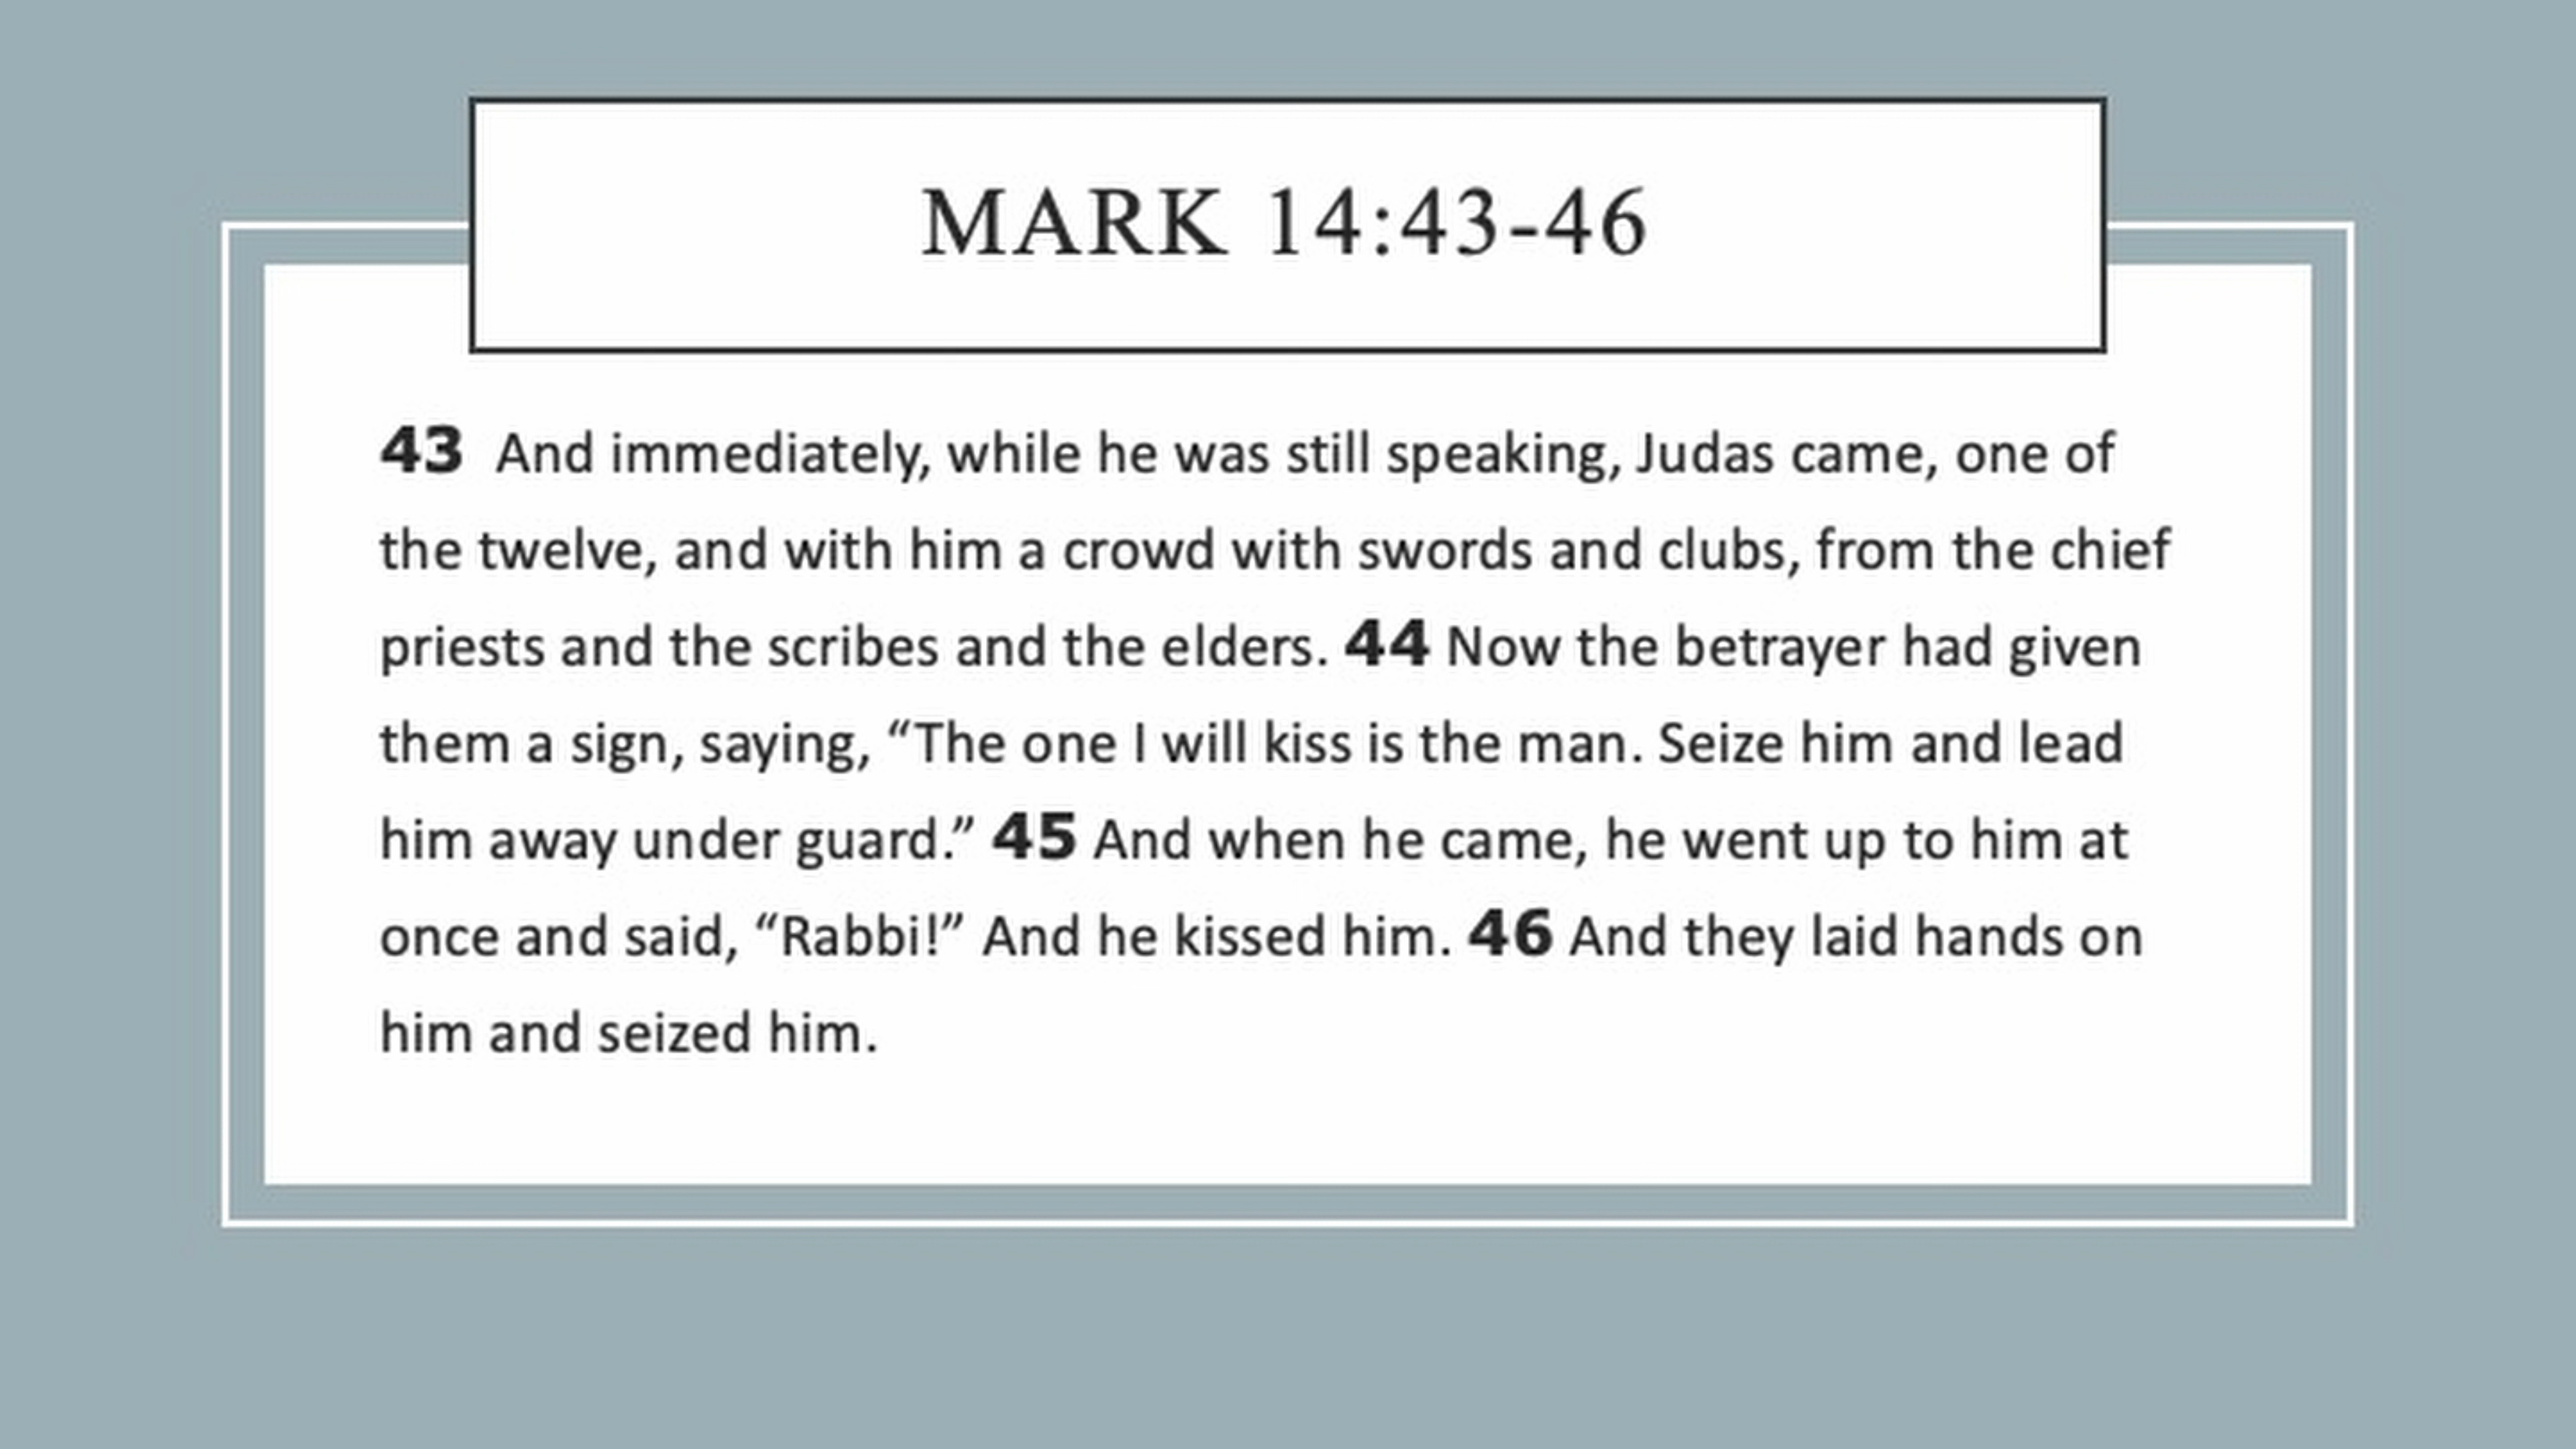 MARK 14:43-46
43 And immediately, while he was still speaking, Judas came, one of
the twelve, and with him a crowd with swords and clubs, from the chief
priests and the scribes and the elders. 44 Now the betrayer had given
them a sign, saying, “The one I will kiss is the man. Seize him and lead
him away under guard.” 45 And when he came, he went up to him at
once and said, “Rabbi!” And he kissed him. 46 And they laid hands on
him and seized him.